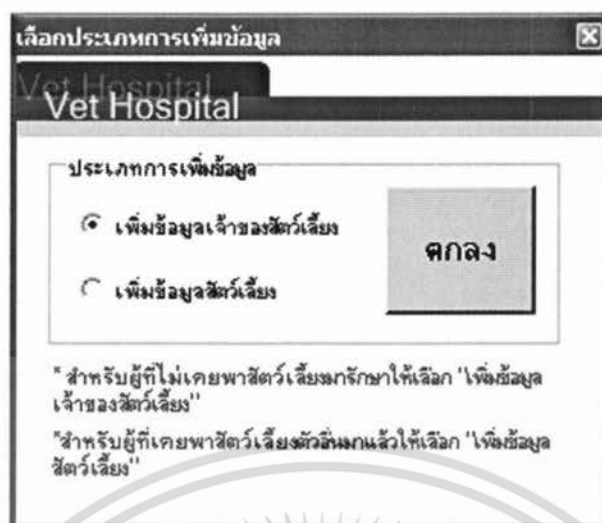 เลือกประเภทการเพิ่มข้อมูล
Vet Hospital
Vet Hospital
ประเภทการเพิ่มข้อมูล
เพิ่มข้อมูลเจ้าของสัตว์เลี้ยง
ตกลง
เพิ่มข้อมูลสัตว์เลี้ยง
* สำหรับผู้ที่ไม่เคยพาสัตว์เลี้ยงมารักษาให้เลือก "เพิ่มข้อมูล
เจ้าของสัตว์เลี้ยง"
*สำหรับผู้ที่เคยพาสัตว์เลี้ยงตัวอื่นมาแล้วให้เลือก "เพิ่มข้อมูล
สัตว์เลี้ยง"